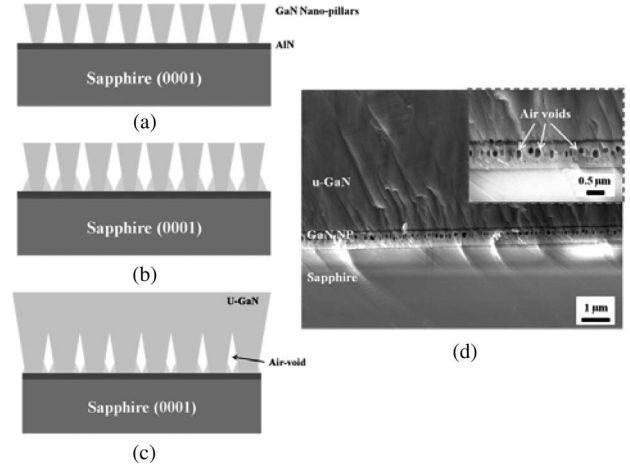 GaN Nano-pillars
AlN
Sapphire (0001)
(a)
Sapphire (0001)
(b)
U-GaN
Air-void
Sapphire (0001)
(c)
Air voids
0.5 μm
u-GaN
GaN NP
Sapphire
1 μm
(d)